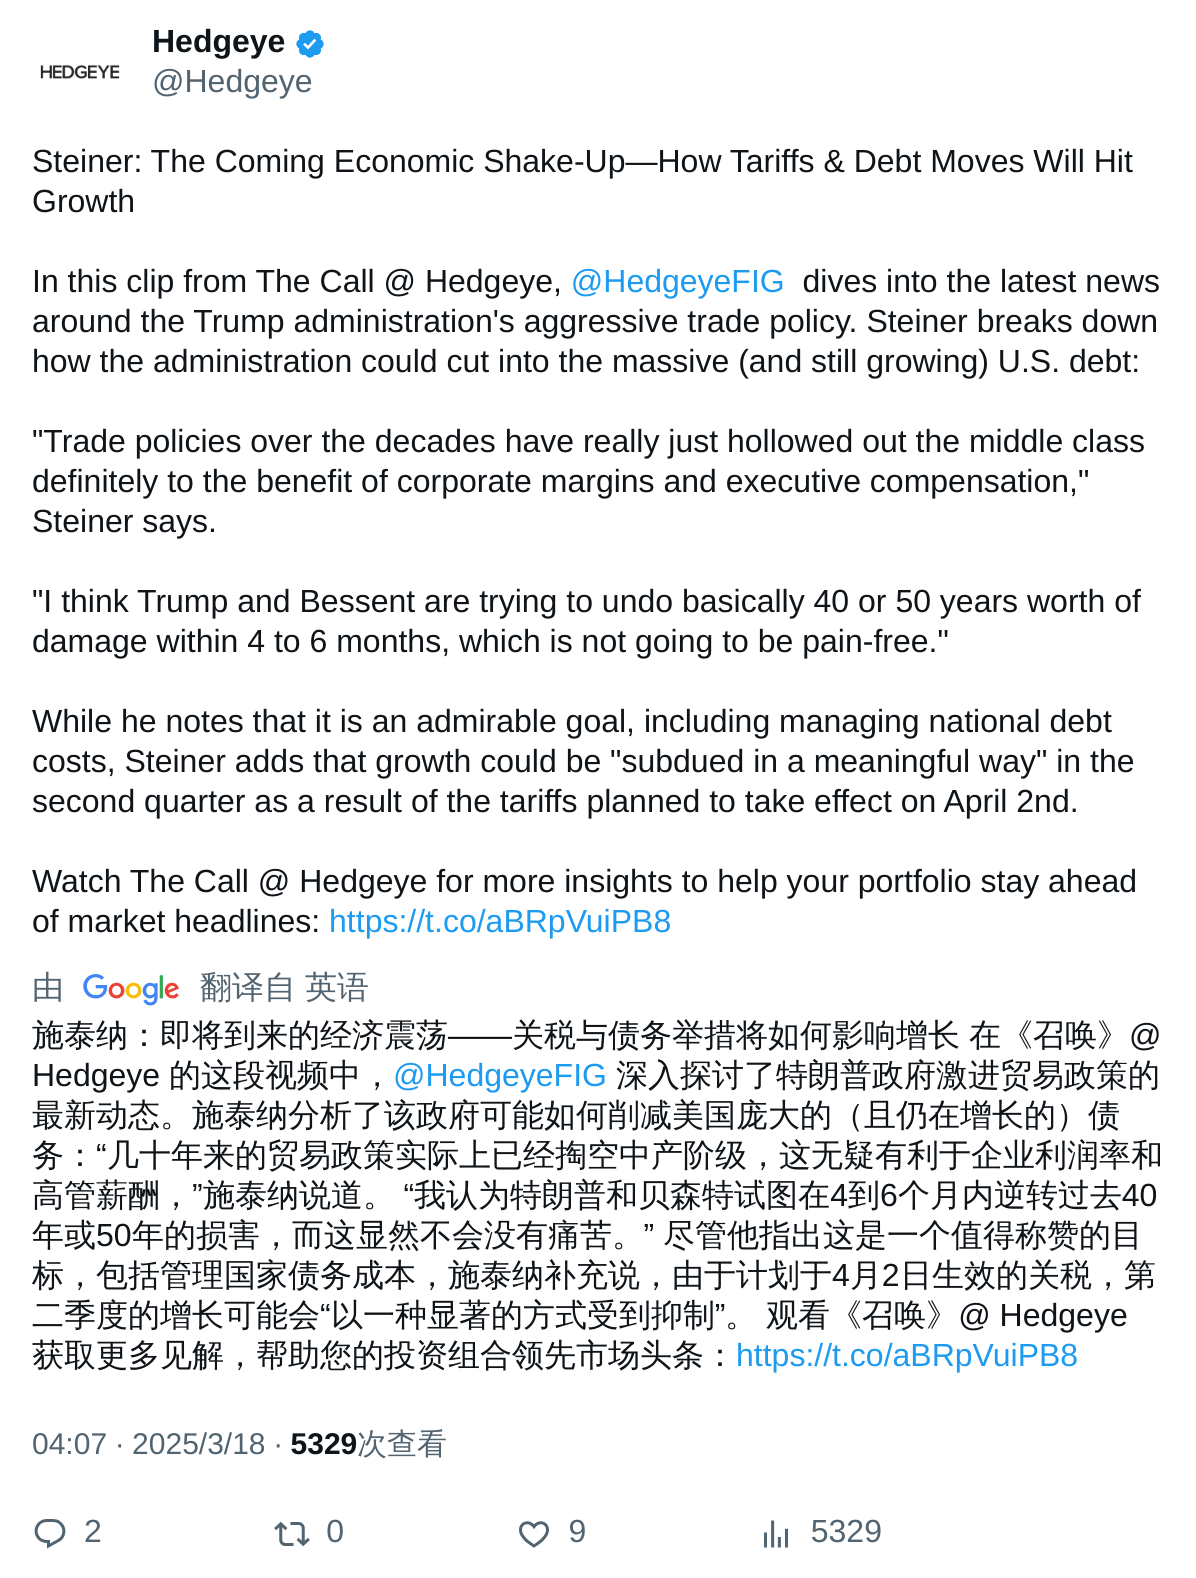 HEDGEYE
Hedgeye
@Hedgeye
Steiner: The Coming Economic Shake-Up—How Tariffs & Debt Moves Will Hit
Growth
In this clip from The Call @ Hedgeye, @HedgeyeFIG  dives into the latest news
around the Trump administration's aggressive trade policy. Steiner breaks down
how the administration could cut into the massive (and still growing) U.S. debt:
"Trade policies over the decades have really just hollowed out the middle class
definitely to the benefit of corporate margins and executive compensation,"
Steiner says.
"I think Trump and Bessent are trying to undo basically 40 or 50 years worth of
damage within 4 to 6 months, which is not going to be pain-free."
While he notes that it is an admirable goal, including managing national debt
costs, Steiner adds that growth could be "subdued in a meaningful way" in the
second quarter as a result of the tariffs planned to take effect on April 2nd.
Watch The Call @ Hedgeye for more insights to help your portfolio stay ahead
of market headlines: https://t.co/aBRpVuiPB8
由 Google 翻译自 英语
施泰纳：即将到来的经济震荡——关税与债务举措将如何影响增长 在《召唤》@
Hedgeye 的这段视频中，@HedgeyeFIG 深入探讨了特朗普政府激进贸易政策的
最新动态。施泰纳分析了该政府可能如何削减美国庞大的（且仍在增长的）债
务：“几十年来的贸易政策实际上已经掏空中产阶级，这无疑有利于企业利润率和
高管薪酬，”施泰纳说道。 “我认为特朗普和贝森特试图在4到6个月内逆转过去40
年或50年的损害，而这显然不会没有痛苦。” 尽管他指出这是一个值得称赞的目
标，包括管理国家债务成本，施泰纳补充说，由于计划于4月2日生效的关税，第
二季度的增长可能会“以一种显著的方式受到抑制”。 观看《召唤》@ Hedgeye
获取更多见解，帮助您的投资组合领先市场头条：https://t.co/aBRpVuiPB8
04:07 · 2025/3/18 · 5329次查看
2 0 9 5329